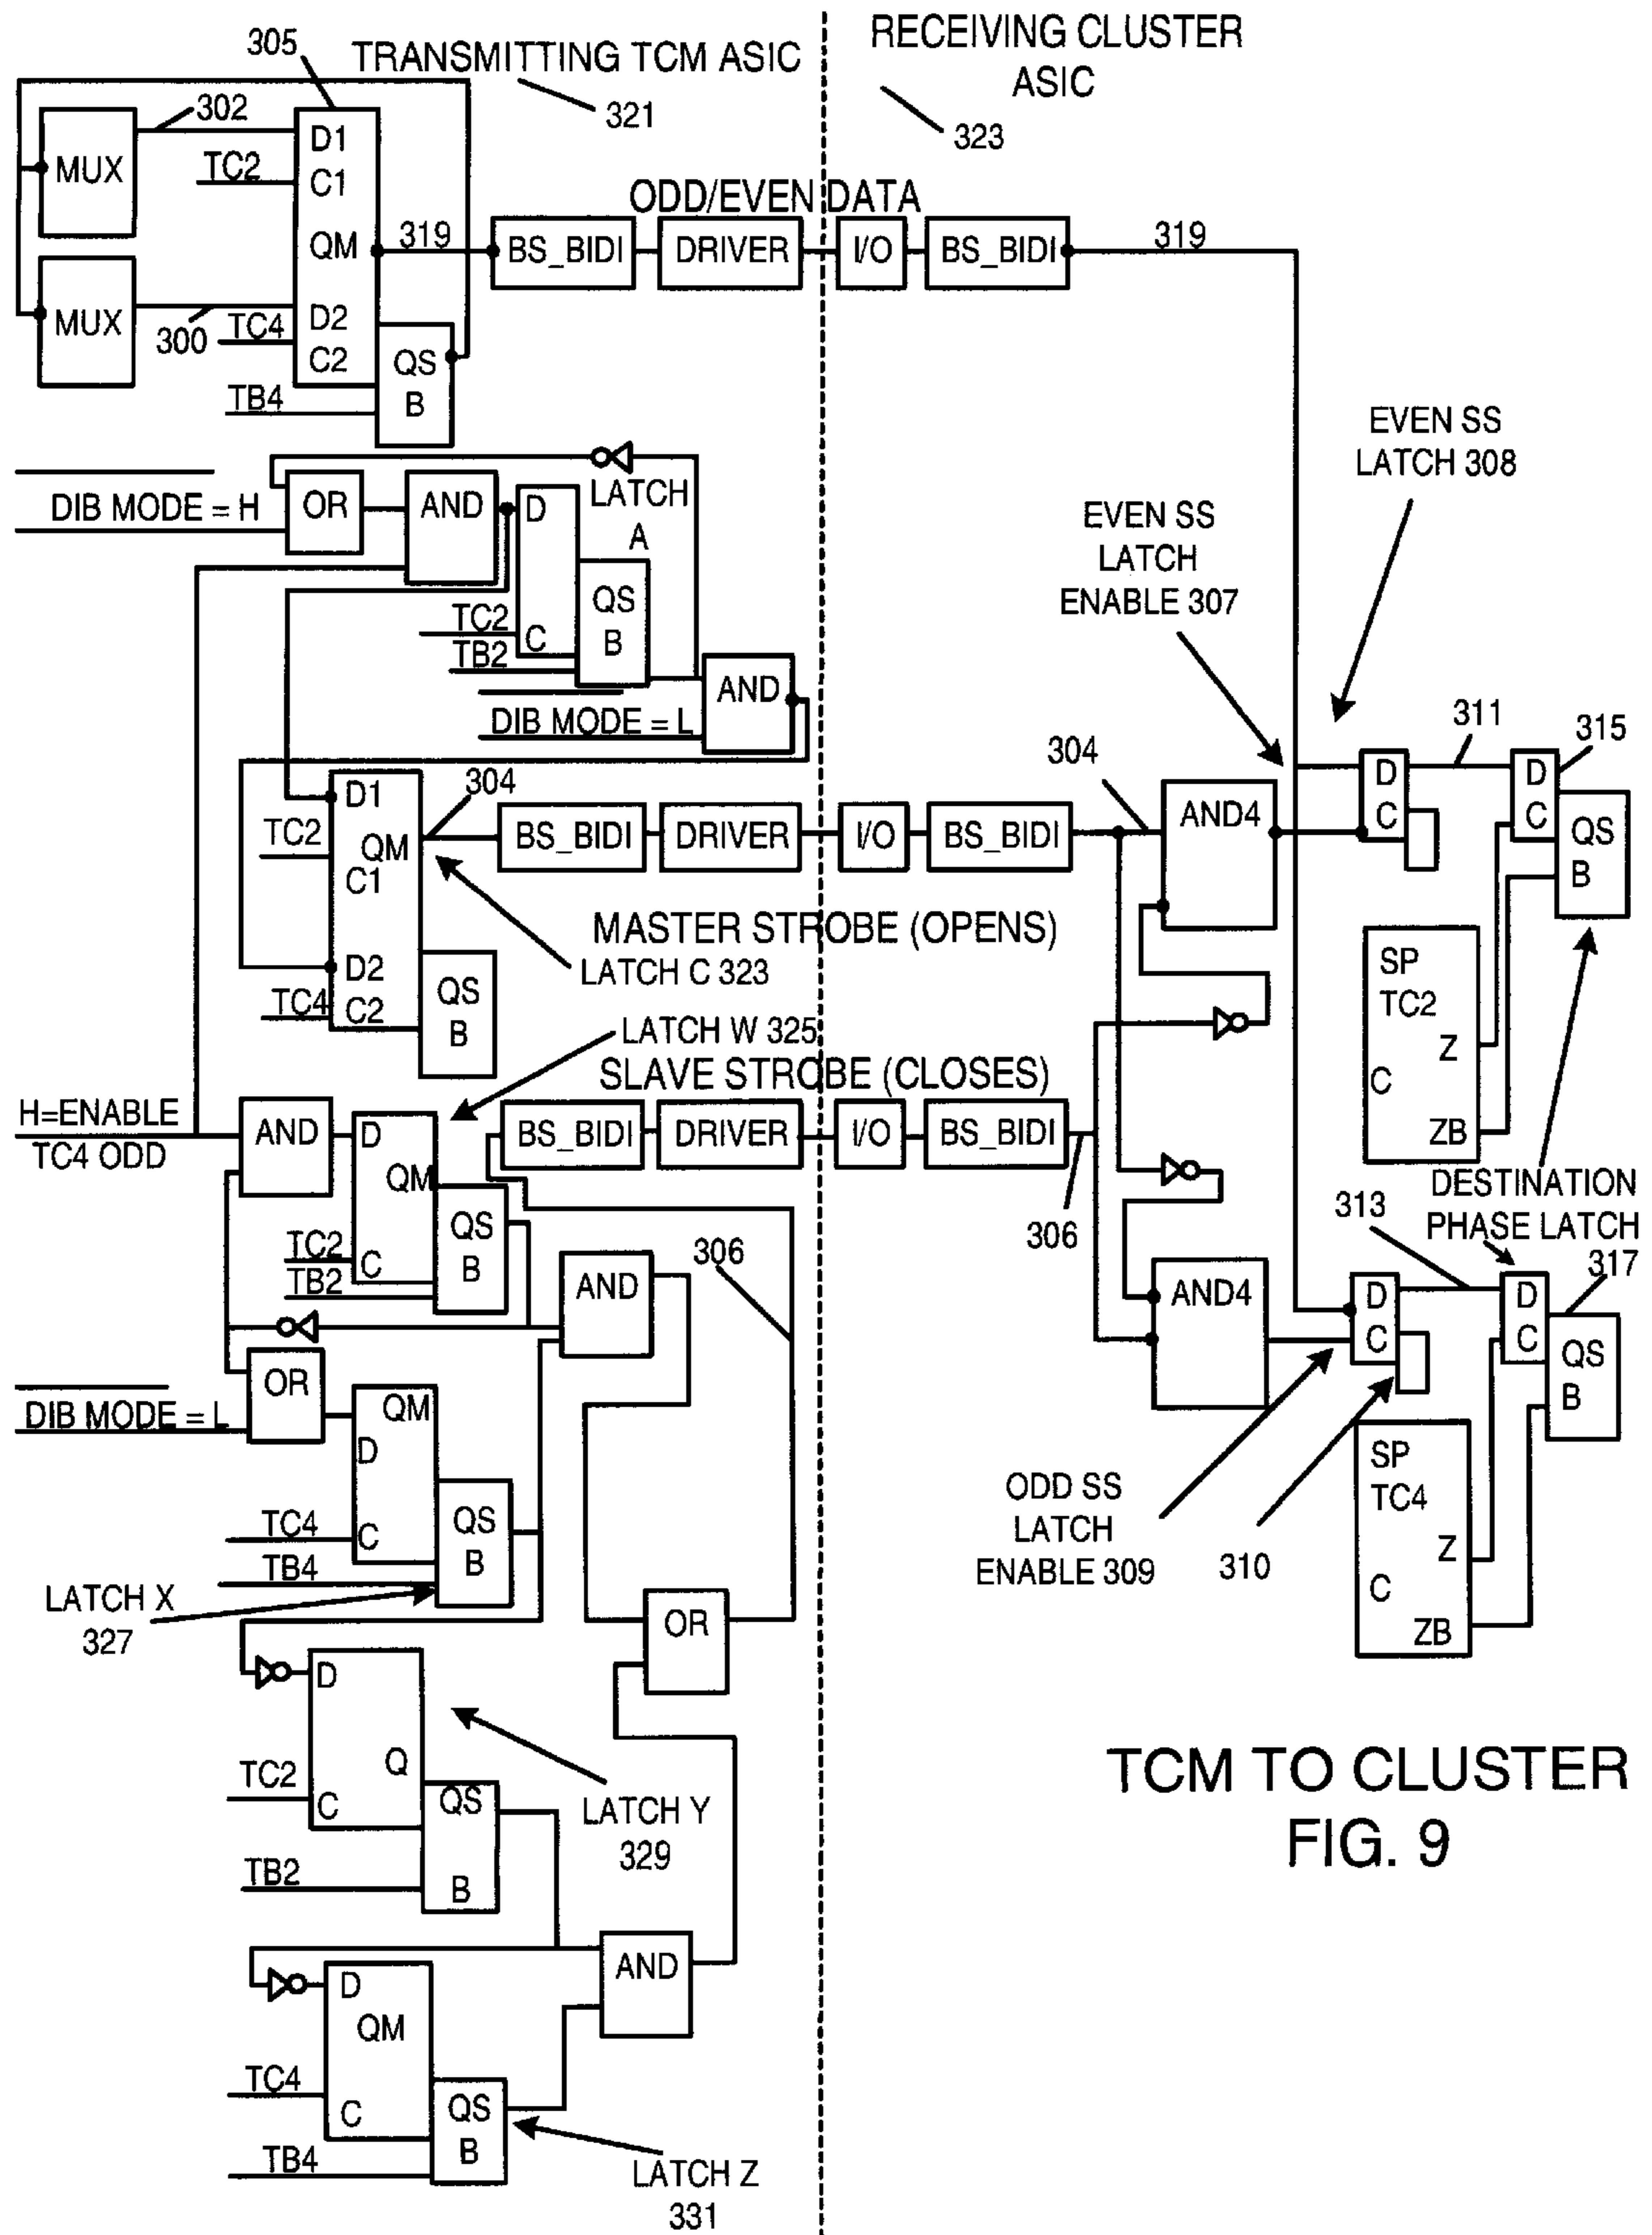 305
TRANSMITTING TCM ASIC
321
RECEIVING CLUSTER
ASIC
323
MUX
302
D1
TC2
C1
QM
319
ODD/EVEN DATA
BS_BIDI
DRIVER
I/O
BS_BIDI
319
MUX
300
D2
TC4
C2
QS
TB4
B
DIB MODE = H
OR
AND
D
LATCH
A
QS
TC2
C
B
TB2
AND
DIB MODE = L
EVEN SS
LATCH 308
EVEN SS
LATCH
ENABLE 307
D1
304
TC2
QM
C1
BS_BIDI
DRIVER
I/O
BS_BIDI
304
AND4
D
C
311
D
C
315
QS
B
MASTER STROBE (OPENS)
LATCH C 323
D2
TC4
C2
QS
B
SP
TC2
Z
C
ZB
LATCH W 325
SLAVE STROBE (CLOSES)
H=ENABLE
TC4 ODD
AND
D
QM
BS_BIDI
DRIVER
I/O
BS_BIDI
306
DESTINATION
PHASE LATCH
QS
TC2
C
B
TB2
AND
306
AND4
313
D
C
D
C
317
QS
B
OR
DIB MODE = L
QM
D
TC4
C
QS
TB4
B
LATCH X
327
ODD SS
LATCH
ENABLE 309
310
SP
TC4
Z
C
ZB
OR
D
Q
TC2
C
QS
LATCH Y
329
TB2
B
TCM TO CLUSTER
FIG. 9
D
QM
AND
TC4
C
QS
B
TB4
LATCH Z
331